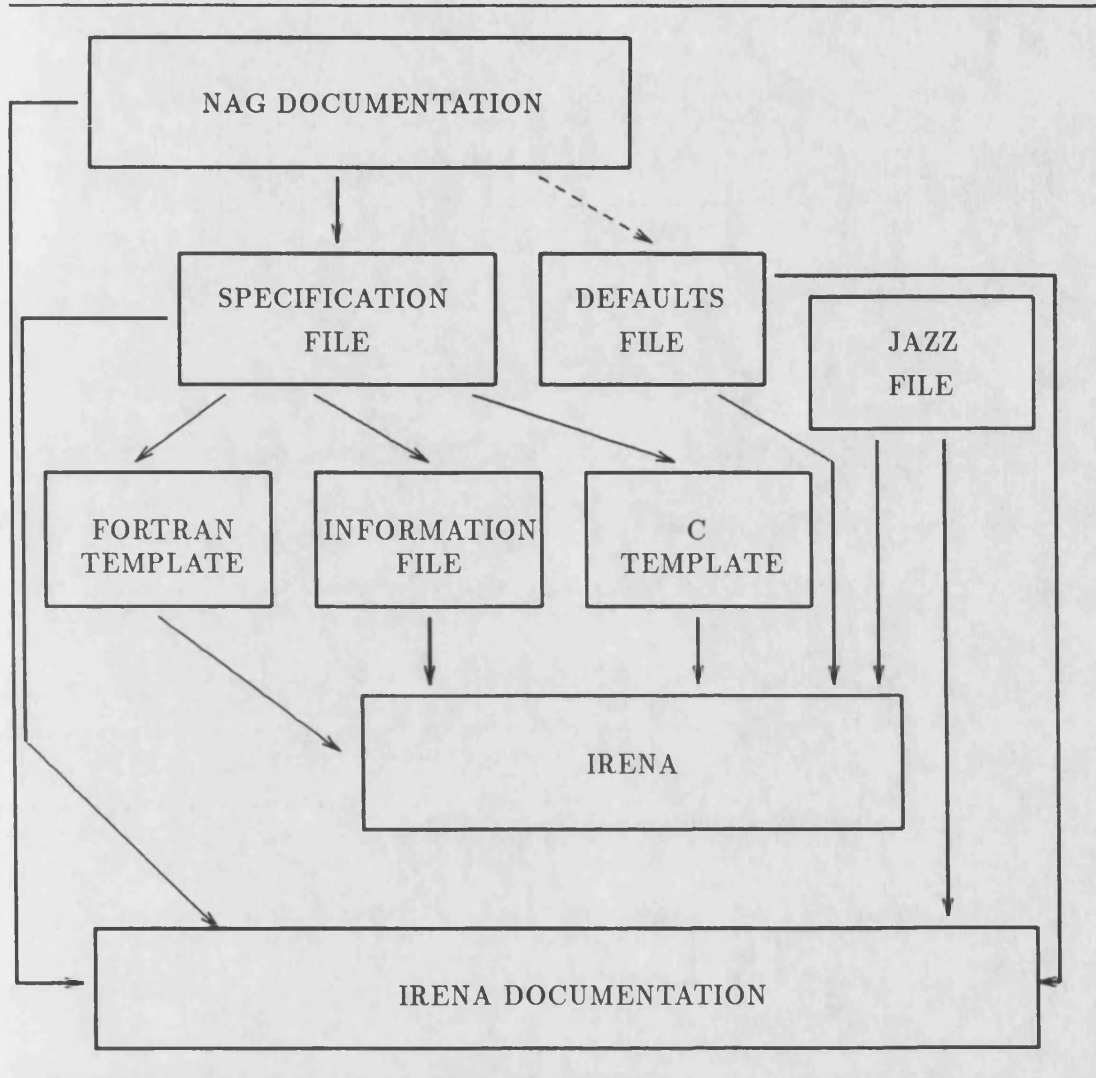 NAG DOCUMENTATION
SPECIFICATION
FILE
DEFAULTS
FILE
JAZZ
FILE
FORTRAN
TEMPLATE
INFORMATION
FILE
C
TEMPLATE
IRENA
IRENA DOCUMENTATION